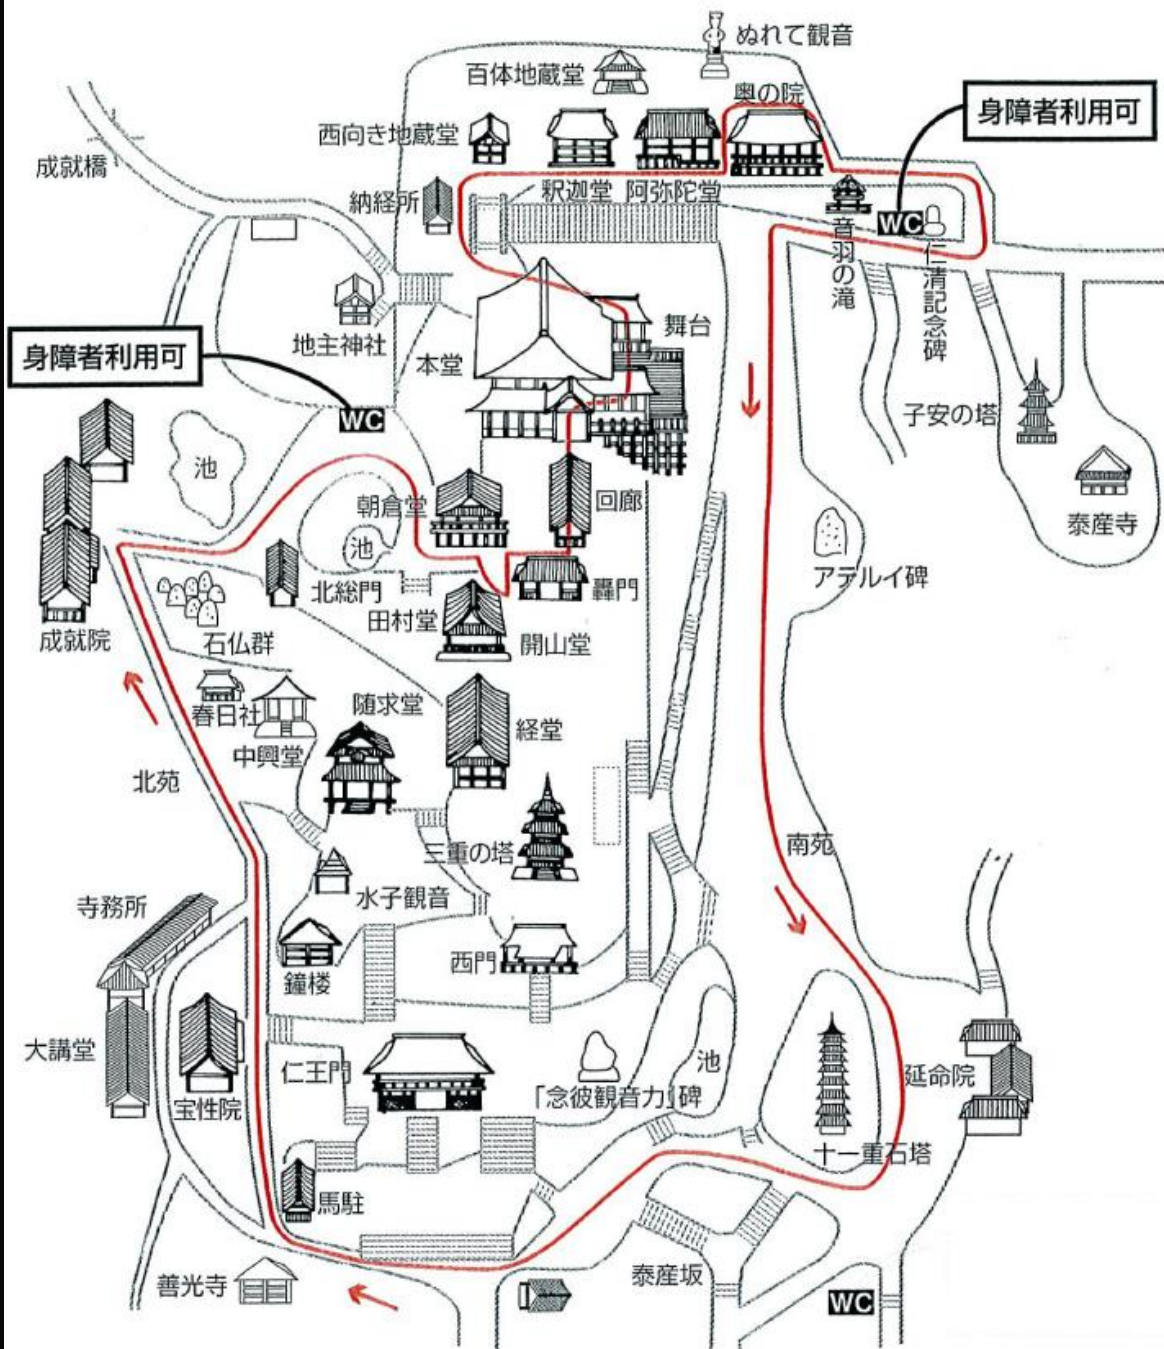 ぬれて観音
百体地蔵堂
奥の院
身障者利用可
西向き地蔵堂
成就橋
納経所
釈迦堂
阿弥陀堂
WC
音羽の滝
仁清記念碑
地主神社
舞台
本堂
身障者利用可
WC
子安の塔
泰産寺
池
朝倉堂
回廊
池
北総門
轟門
アテルイ碑
田村堂
開山堂
成就院
石仏群
春日社
中興堂
随求堂
経堂
北苑
三重の塔
南苑
水子観音
寺務所
西門
鐘楼
大講堂
宝性院
仁王門
池
「念彼観音力」碑
延命院
十一重石塔
馬駐
善光寺
泰産坂
WC